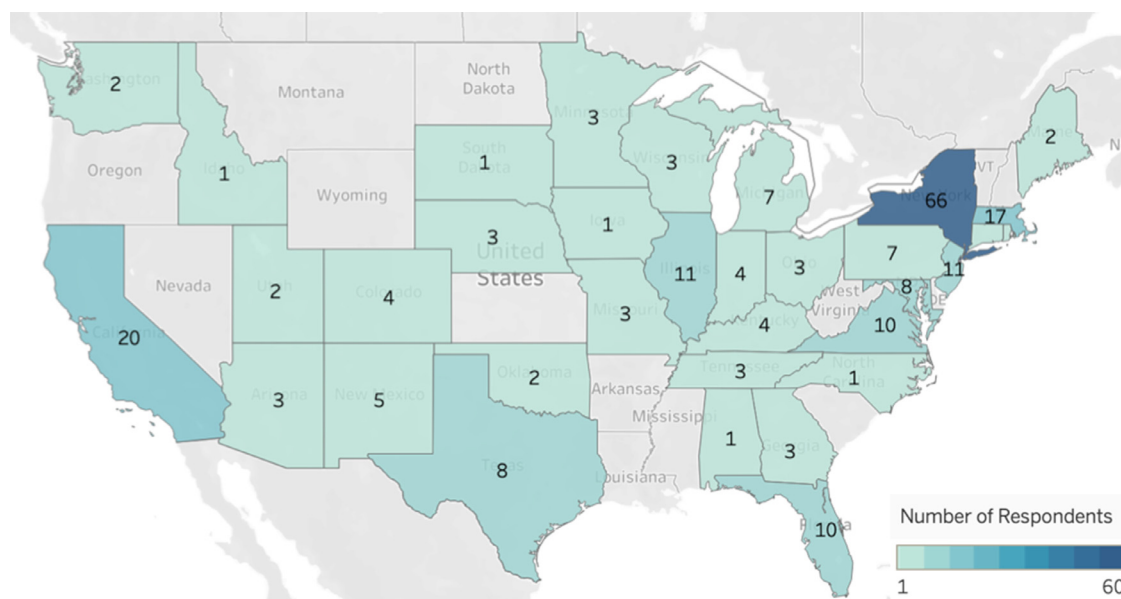 North
Dakota
Washington
2
Montana
Minnesota
3
Maine
2
N
Oregon
Idaho
1
South
Dakota
1
Wisconsin
3
VT
Wyoming
Michigan
7
New York
66
17
Iowa
1
3
United
States
Nevada
Utah
2
Colorado
4
Illinois
11
4
Ohio
3
7
11
8
DE
West
Virginia
California
20
Missouri
3
Kentucky
4
10
Arizona
3
New Mexico
5
Oklahoma
2
Arkansas
Tennessee
3
North
Carolina
1
Mississippi
1
Georgia
3
Texas
8
Louisiana
Florida
10
Number of Respondents
1
60